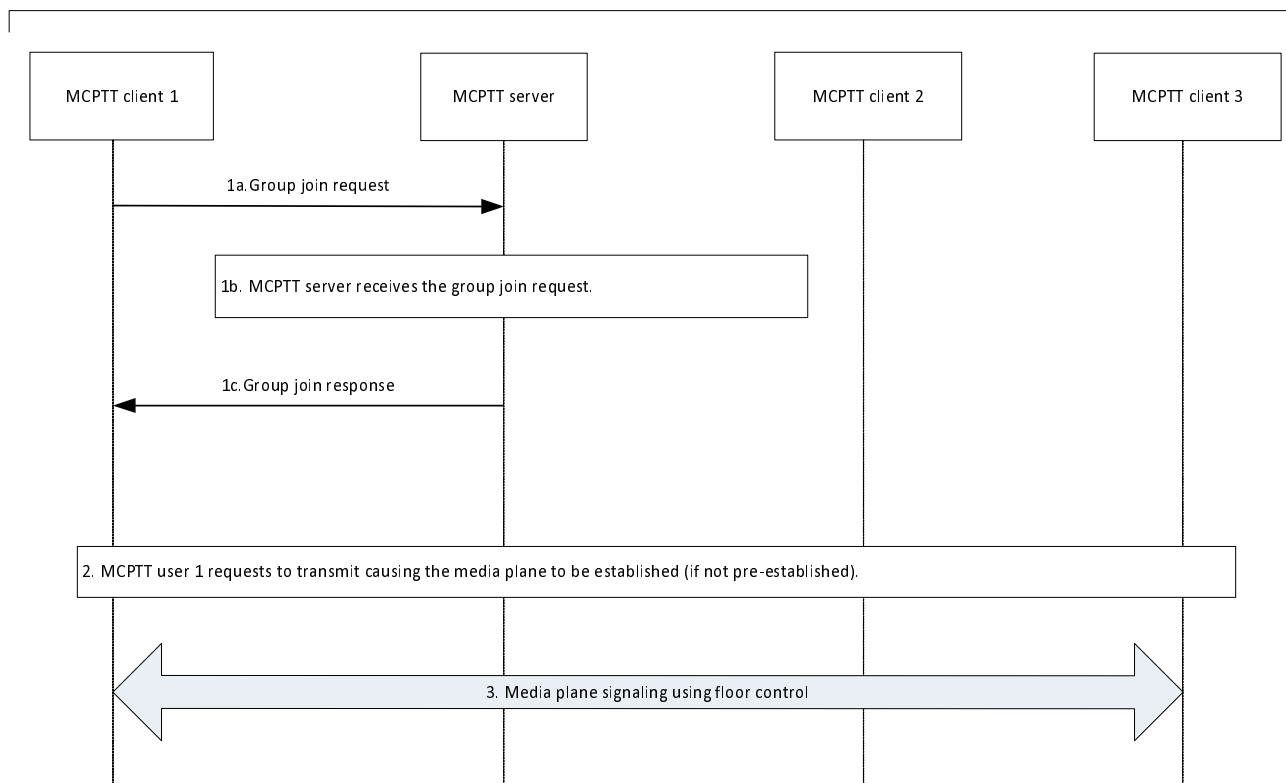 MCPTT client 1
MCPTT server
MCPTT client 2
MCPTT client 3
1a.Group join request
1b. MCPTT server receives the group join request.
1c.Group join response
2. MCPTT user 1 requests to transmit causing the media plane to be established (if not pre-established).
3. Media plane signaling using floor control